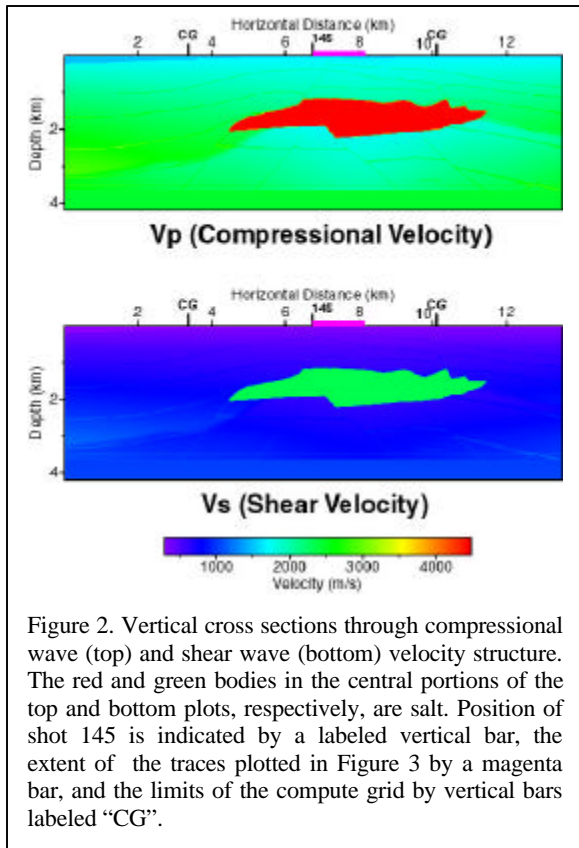 Horizontal Distance (km)
2 CG 4 6 145 8 10 CG 12
Depth (km)
2
4
Vp (Compressional Velocity)
Horizontal Distance (km)
2 CG 4 6 145 8 10 CG 12
Depth (km)
2
4
Vs (Shear Velocity)
1000 2000 3000 4000
Velocity (m/s)
Figure 2. Vertical cross sections through compressional
wave (top) and shear wave (bottom) velocity structure.
The red and green bodies in the central portions of the
top and bottom plots, respectively, are salt. Position of
shot 145 is indicated by a labeled vertical bar, the
extent of the traces plotted in Figure 3 by a magenta
bar, and the limits of the compute grid by vertical bars
labeled “CG”.